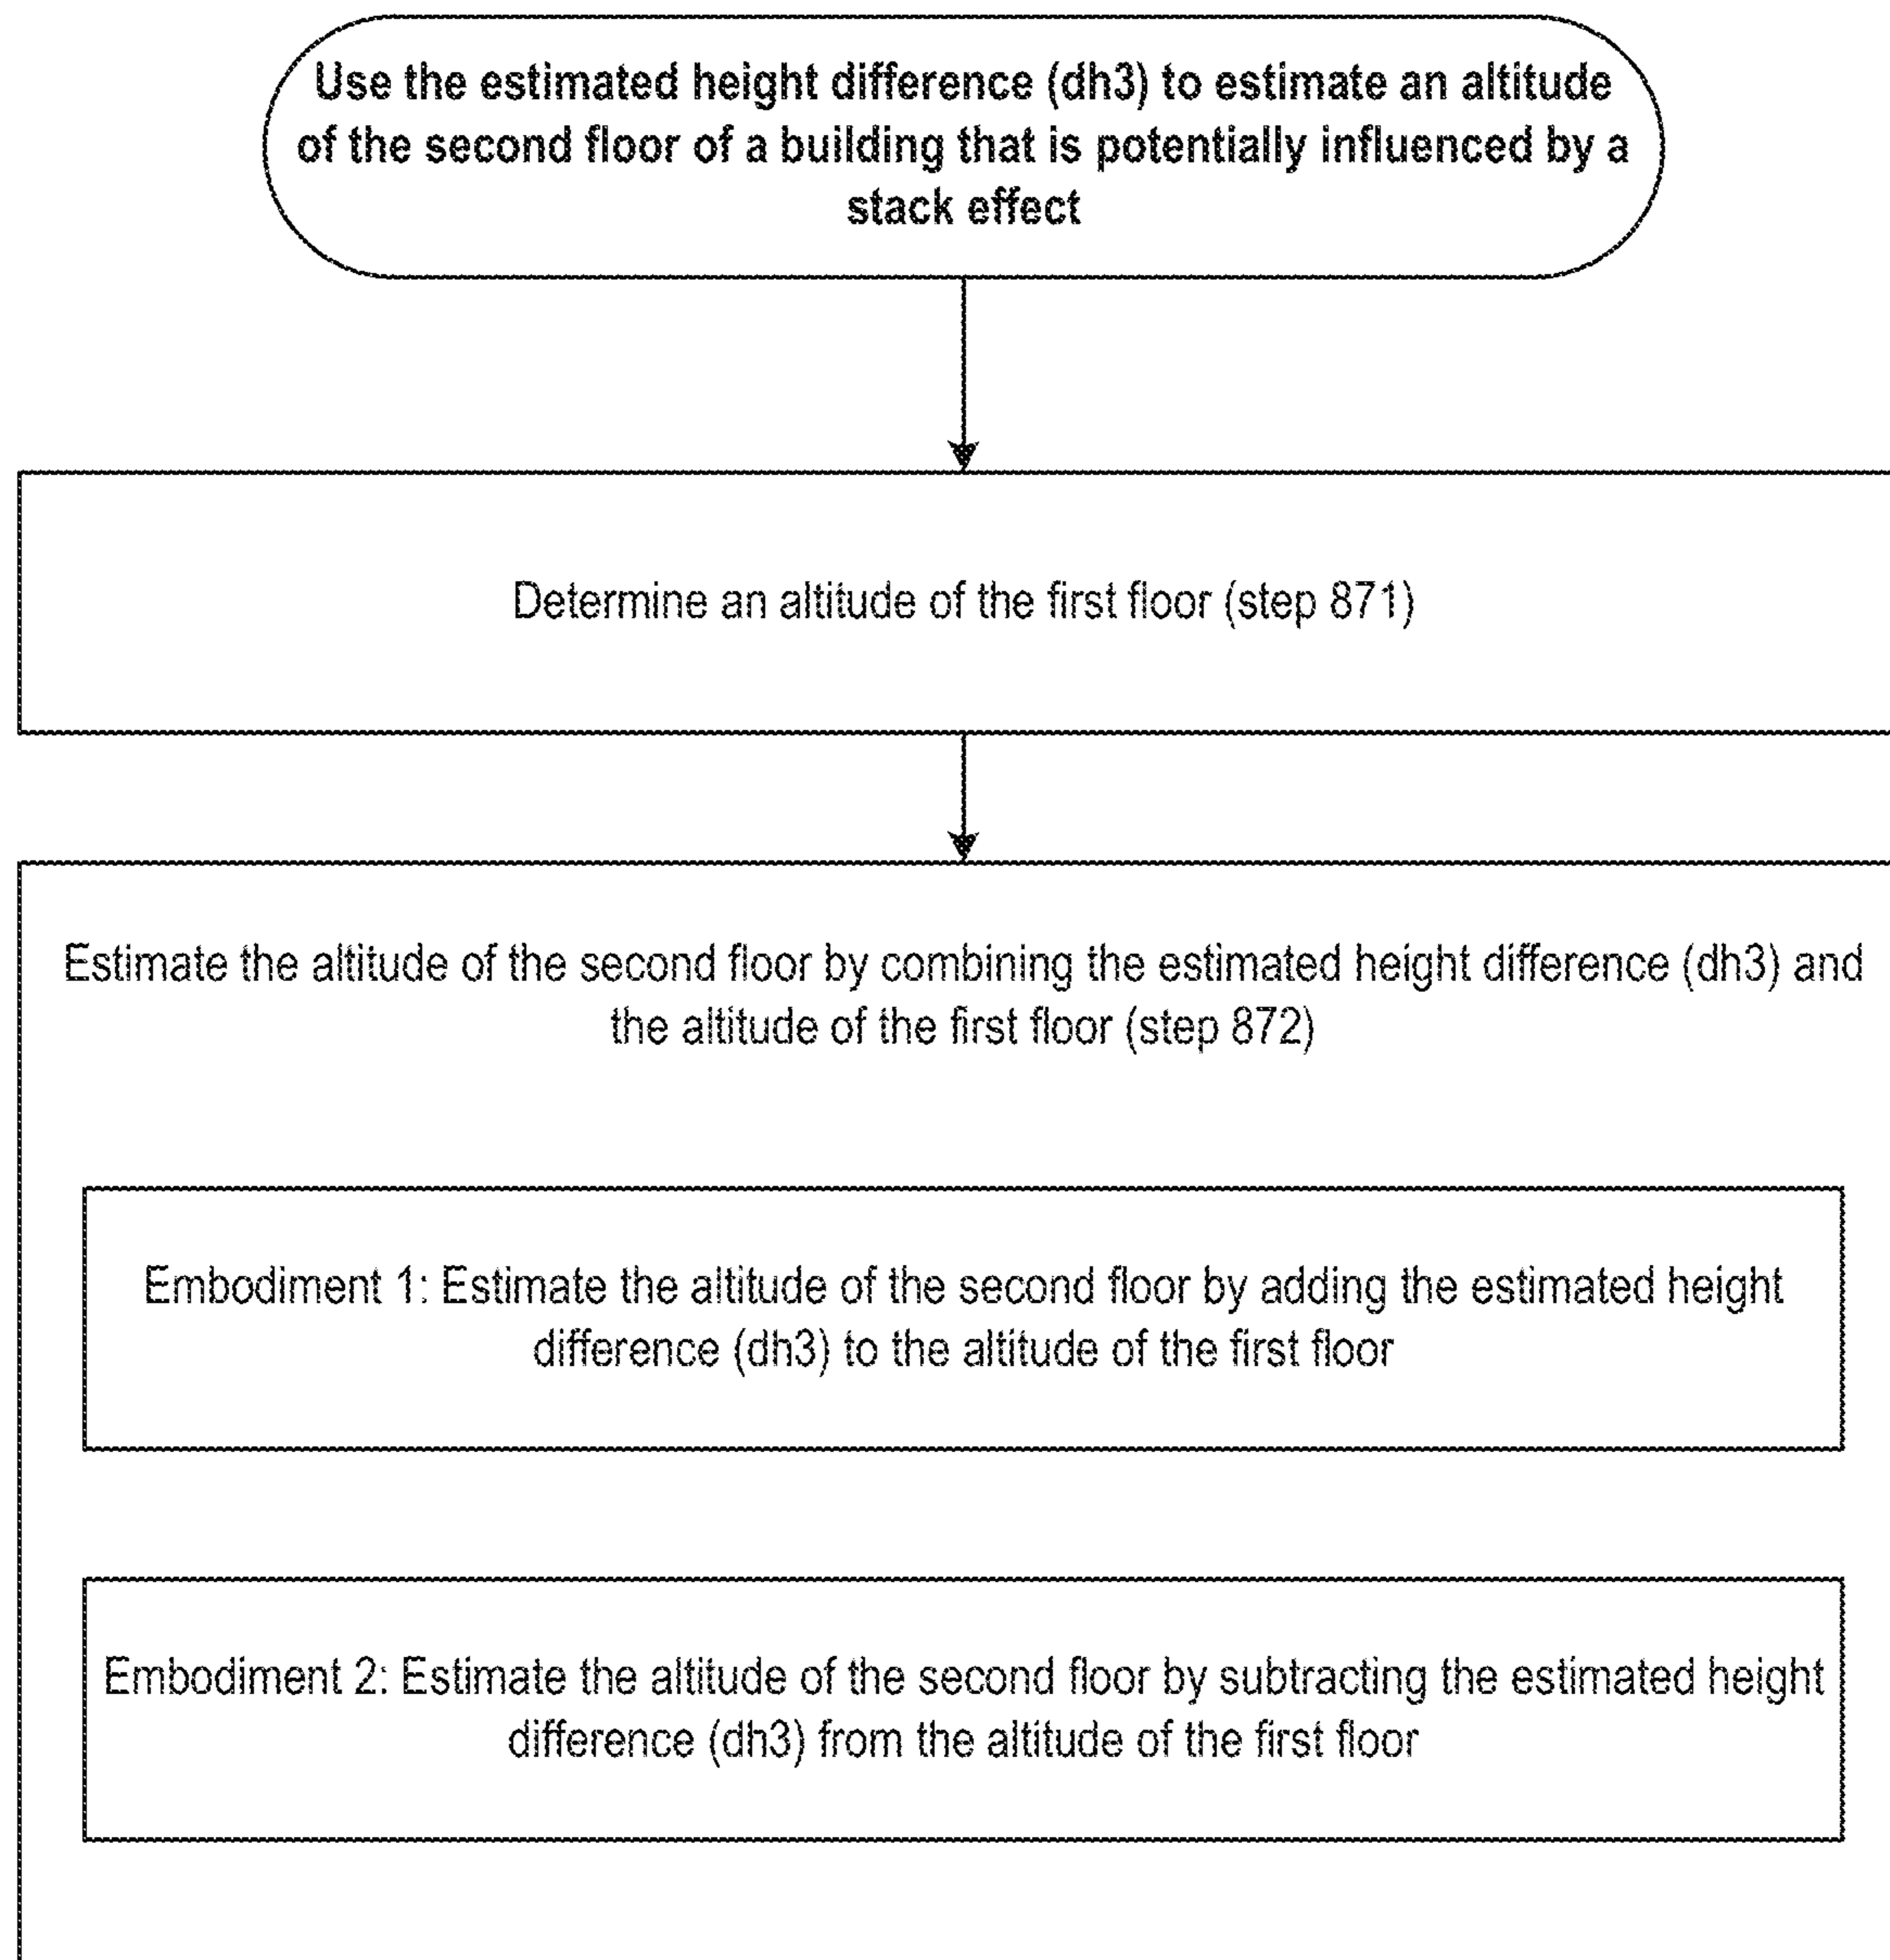 Use the estimated height difference (dh3) to estimate an altitude
of the second floor of a building that is potentially influenced by a
stack effect
Determine an altitude of the first floor (step 871)
Estimate the altitude of the second floor by combining the estimated height difference (dh3) and
the altitude of the first floor (step 872)
Embodiment 1: Estimate the altitude of the second floor by adding the estimated height
difference (dh3) to the altitude of the first floor
Embodiment 2: Estimate the altitude of the second floor by subtracting the estimated height
difference (dh3) from the altitude of the first floor